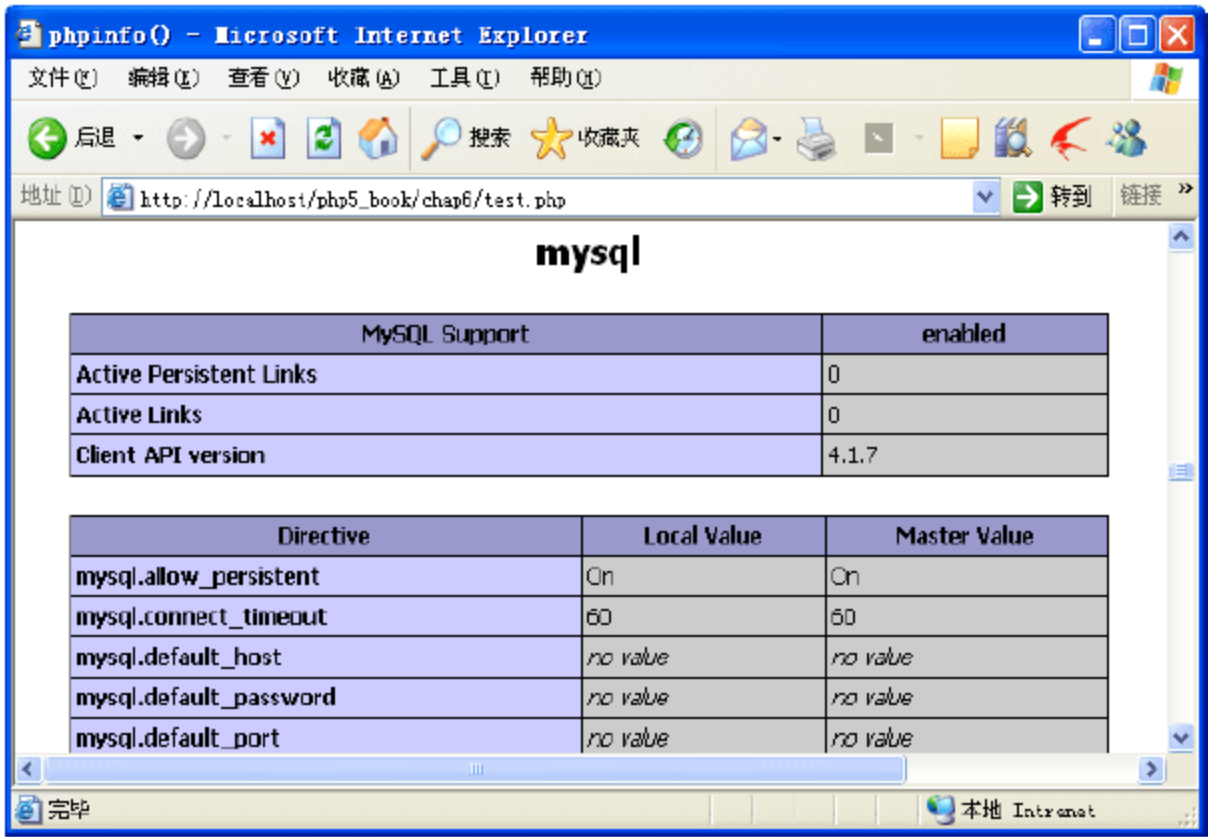 phpinfo() - Microsoft Internet Explorer
文件(F) 编辑(E) 查看(V) 收藏(A) 工具(T) 帮助(H)
后退 搜索 收藏夹
地址(D) http://localhost/php5_book/chap6/test.php 转到 链接 »
mysql
MySQL Support enabled
Active Persistent Links 0
Active Links 0
Client API version 4.1.7
Directive Local Value Master Value
mysql.allow_persistent On On
mysql.connect_timeout 60 60
mysql.default_host no value no value
mysql.default_password no value no value
mysql.default_port no value no value
完毕 本地 Intranet